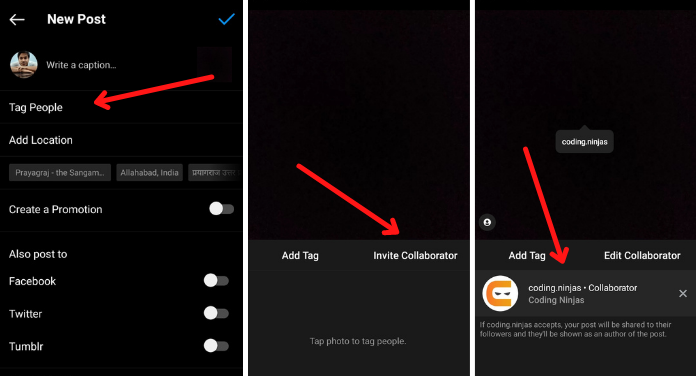 New Post
Write a caption...
Tag People
Add Location
Prayagraj - the Sangam...
Allahabad, India
प्रयागराज उत्तर
Create a Promotion
Also post to
Facebook
Twitter
Tumblr
Add Tag
Invite Collaborator
Tap photo to tag people.
coding.ninjas
Add Tag
Edit Collaborator
coding.ninjas • Collaborator
Coding Ninjas
If coding.ninjas accepts, your post will be shared to their
followers and they'll be shown as an author of the post.